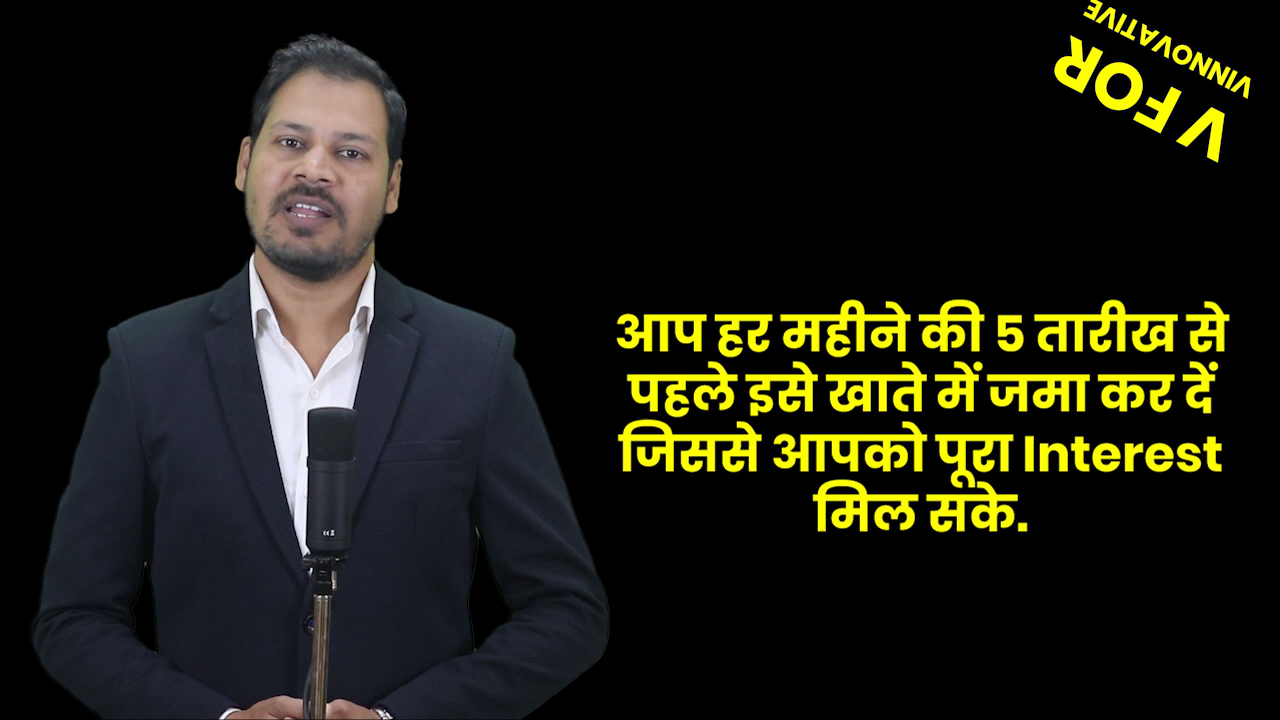 V FOR
VINNOVATIVE
आप हर महीने की 5 तारीख से
पहले इसे खाते में जमा कर दें
जिससे आपको पूरा Interest
मिल सके.